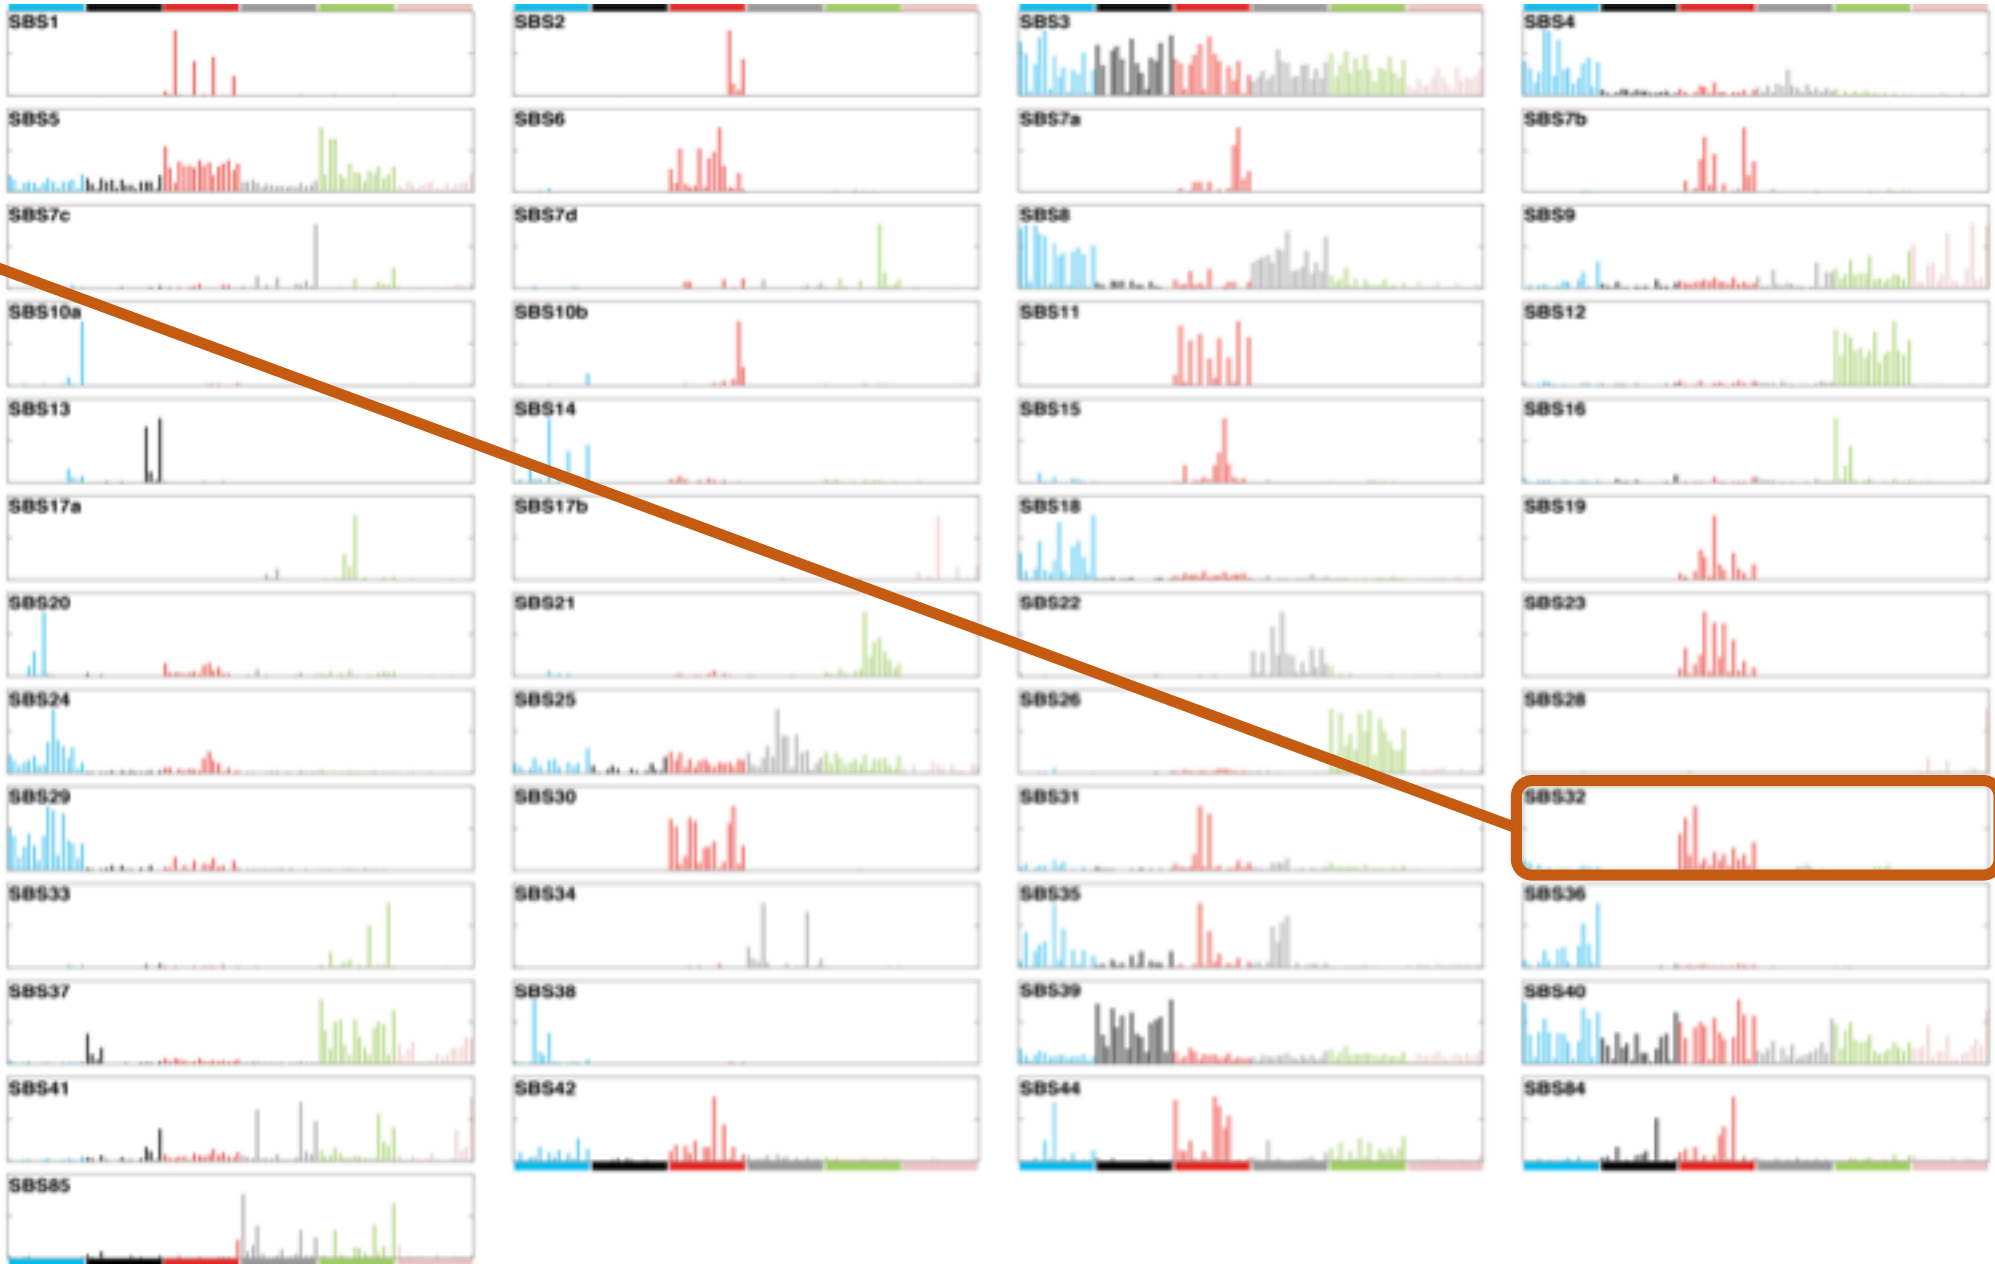 SBS1 SBS2 SBS3 SBS4
SBS5 SBS6 SBS7a SBS7b
SBS7c SBS7d SBS8 SBS9
SBS10a SBS10b SBS11 SBS12
SBS13 SBS14 SBS15 SBS16
SBS17a SBS17b SBS18 SBS19
SBS20 SBS21 SBS22 SBS23
SBS24 SBS25 SBS26 SBS28
SBS29 SBS30 SBS31 SBS32
SBS33 SBS34 SBS35 SBS36
SBS37 SBS38 SBS39 SBS40
SBS41 SBS42 SBS44 SBS84
SBS85